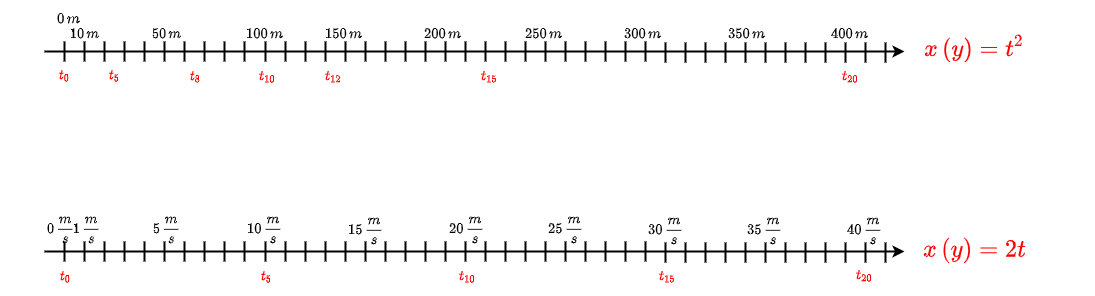 0 m
10 m 50 m 100 m 150 m 200 m 250 m 300 m 350 m 400 m
x (y) = t²
t₀ t₅ t₈ t₁₀ t₁₂ t₁₅ t₂₀
0 m/s 1 m/s 5 m/s 10 m/s 15 m/s 20 m/s 25 m/s 30 m/s 35 m/s 40 m/s
x (y) = 2t
t₀ t₅ t₁₀ t₁₅ t₂₀